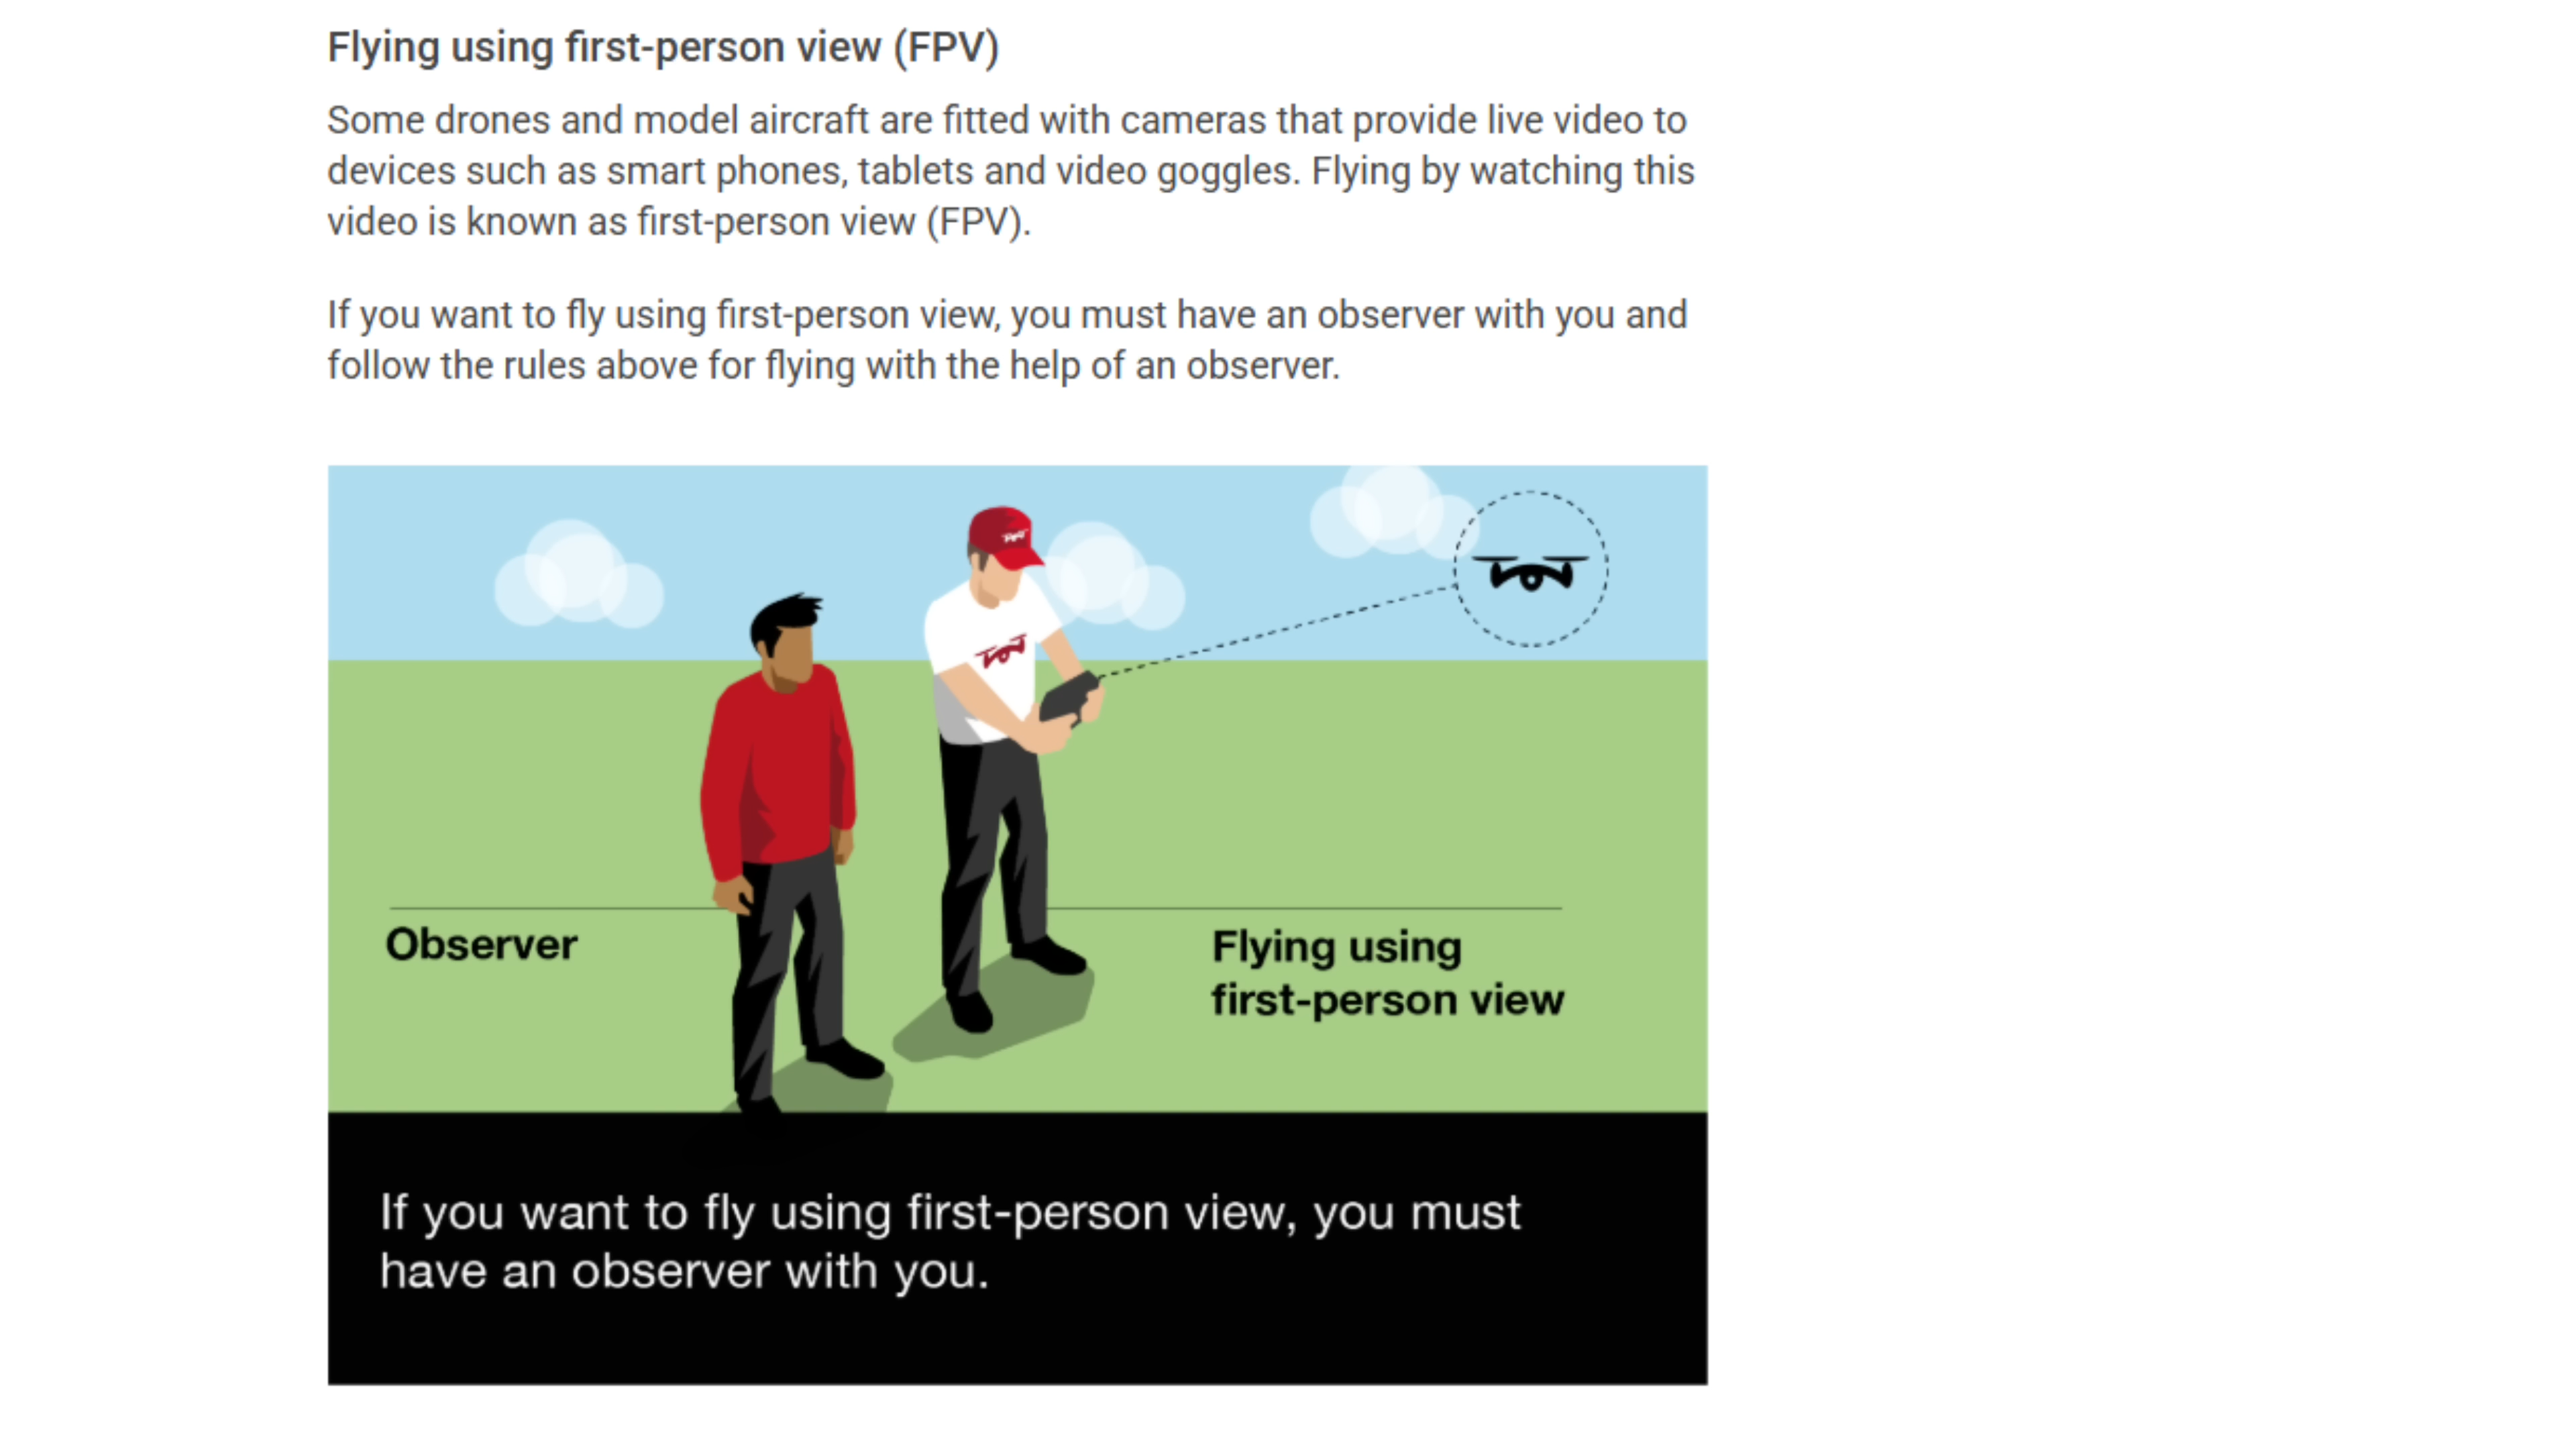 Flying using first-person view (FPV)
Some drones and model aircraft are fitted with cameras that provide live video to
devices such as smart phones, tablets and video goggles. Flying by watching this
video is known as first-person view (FPV).
If you want to fly using first-person view, you must have an observer with you and
follow the rules above for flying with the help of an observer.
Observer
Flying using
first-person view
If you want to fly using first-person view, you must
have an observer with you.